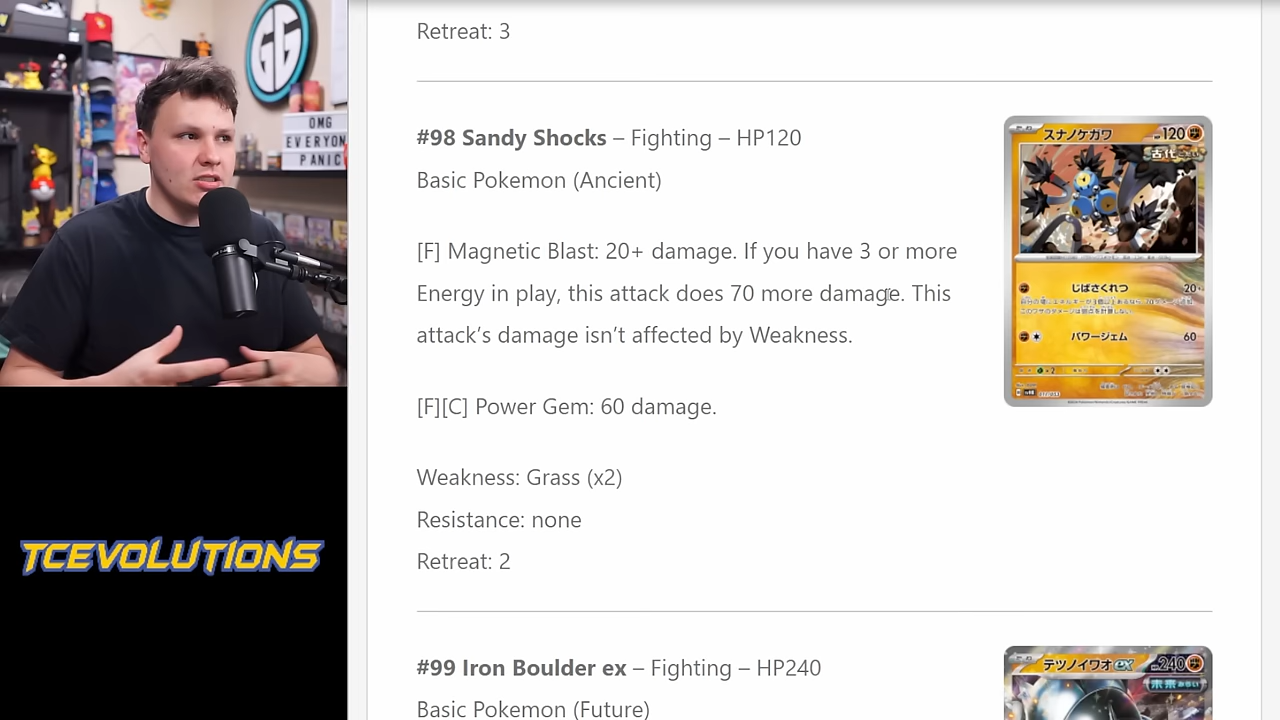 Retreat: 3
GG
OMG
EVERYON
PANIC
#98 Sandy Shocks – Fighting – HP120
Basic Pokemon (Ancient)
[F] Magnetic Blast: 20+ damage. If you have 3 or more
Energy in play, this attack does 70 more damage. This
attack’s damage isn’t affected by Weakness.
[F][C] Power Gem: 60 damage.
Weakness: Grass (x2)
Resistance: none
Retreat: 2
スナノケガワ HP120
古代
じばさくれつ 20+
パワージェム 60
TCEVOLUTIONS
#99 Iron Boulder ex – Fighting – HP240
Basic Pokemon (Future)
テツノイワオex 240
未来